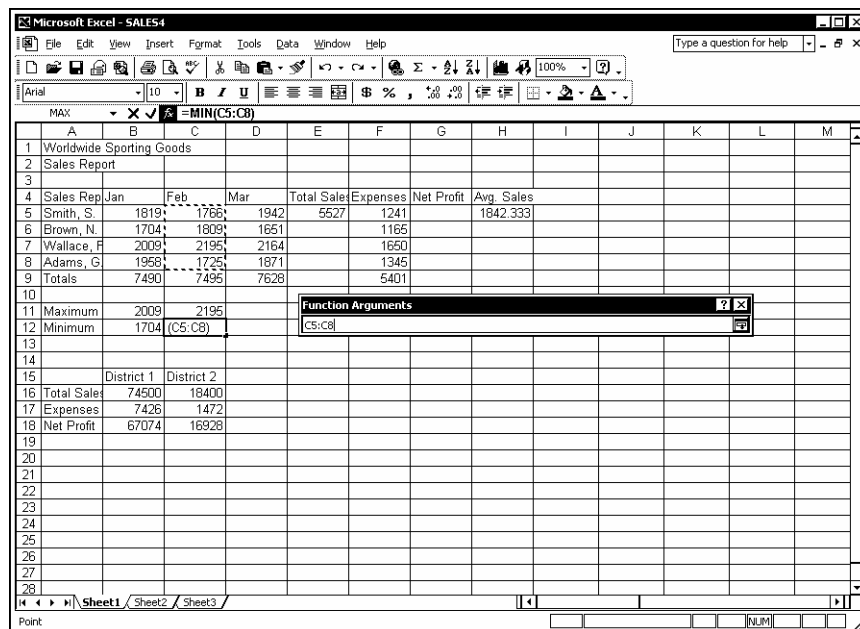 Microsoft Excel - SALES4
File Edit View Insert Format Tools Data Window Help Type a question for help
100%
Arial 10 B I U $ % ,
MAX =MIN(C5:C8)
A B C D E F G H I J K L M
1 Worldwide Sporting Goods
2 Sales Report
3
4 Sales Rep Jan Feb Mar Total Sales Expenses Net Profit Avg. Sales
5 Smith, S. 1819 1766 1942 5527 1241 1842.333
6 Brown, N. 1704 1809 1651 1165
7 Wallace, F 2009 2195 2164 1650
8 Adams, G. 1958 1725 1871 1345
9 Totals 7490 7495 7628 5401
10
Function Arguments
11 Maximum 2009 2195
C5:C8
12 Minimum 1704 (C5:C8)
13
14
15 District 1 District 2
16 Total Sales 74500 18400
17 Expenses 7426 1472
18 Net Profit 67074 16928
19
20
21
22
23
24
25
26
27
28
Sheet1 Sheet2 Sheet3
Point NUM